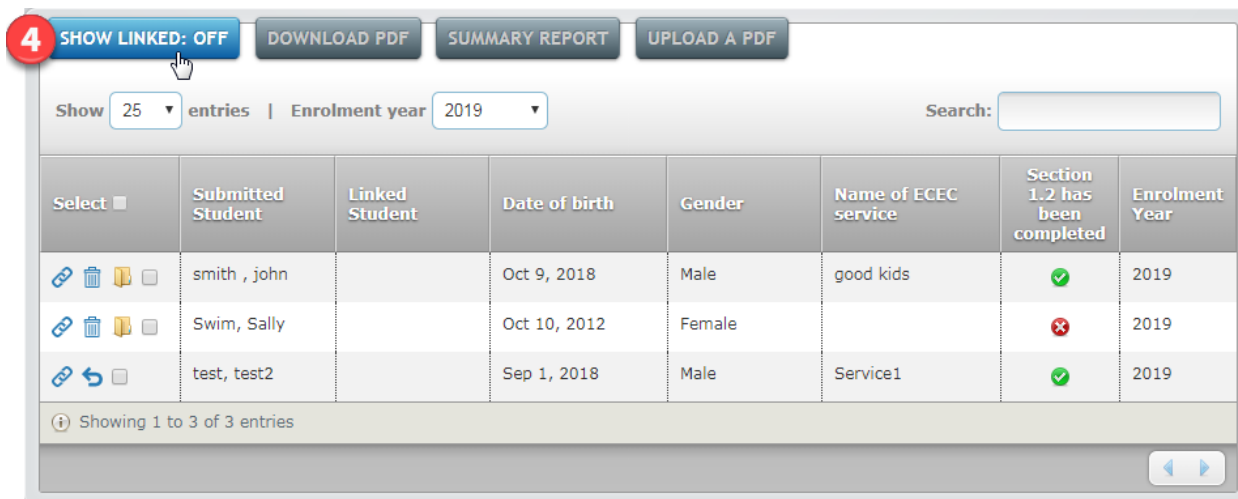 4
SHOW LINKED: OFF DOWNLOAD PDF SUMMARY REPORT UPLOAD A PDF
Show 25 entries | Enrolment year 2019 Search:
Select Submitted Student Linked Student Date of birth Gender Name of ECEC service Section 1.2 has been completed Enrolment Year
smith , john Oct 9, 2018 Male good kids 2019
Swim, Sally Oct 10, 2012 Female 2019
test, test2 Sep 1, 2018 Male Service1 2019
Showing 1 to 3 of 3 entries